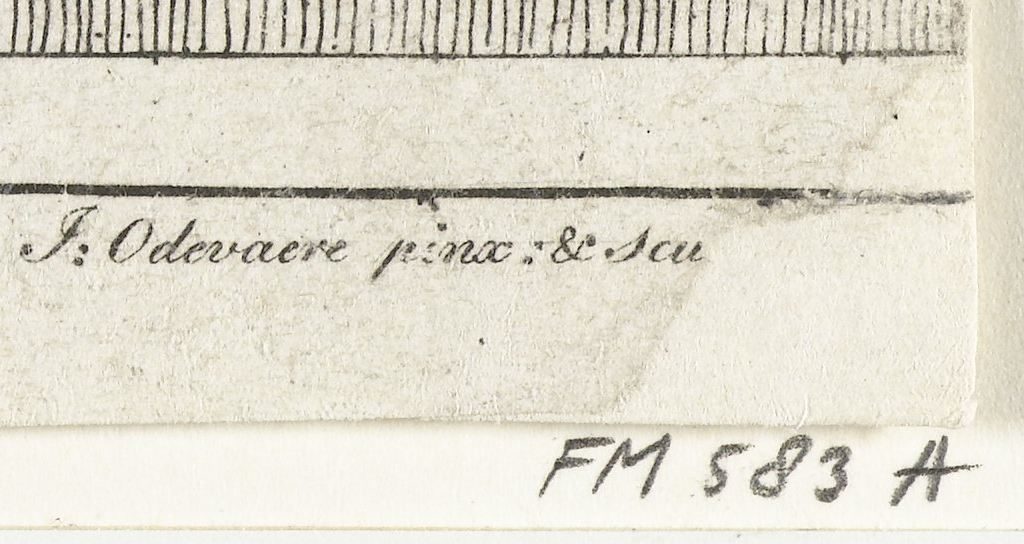 J: Odevaere pinx: & Scu
FM 583 A